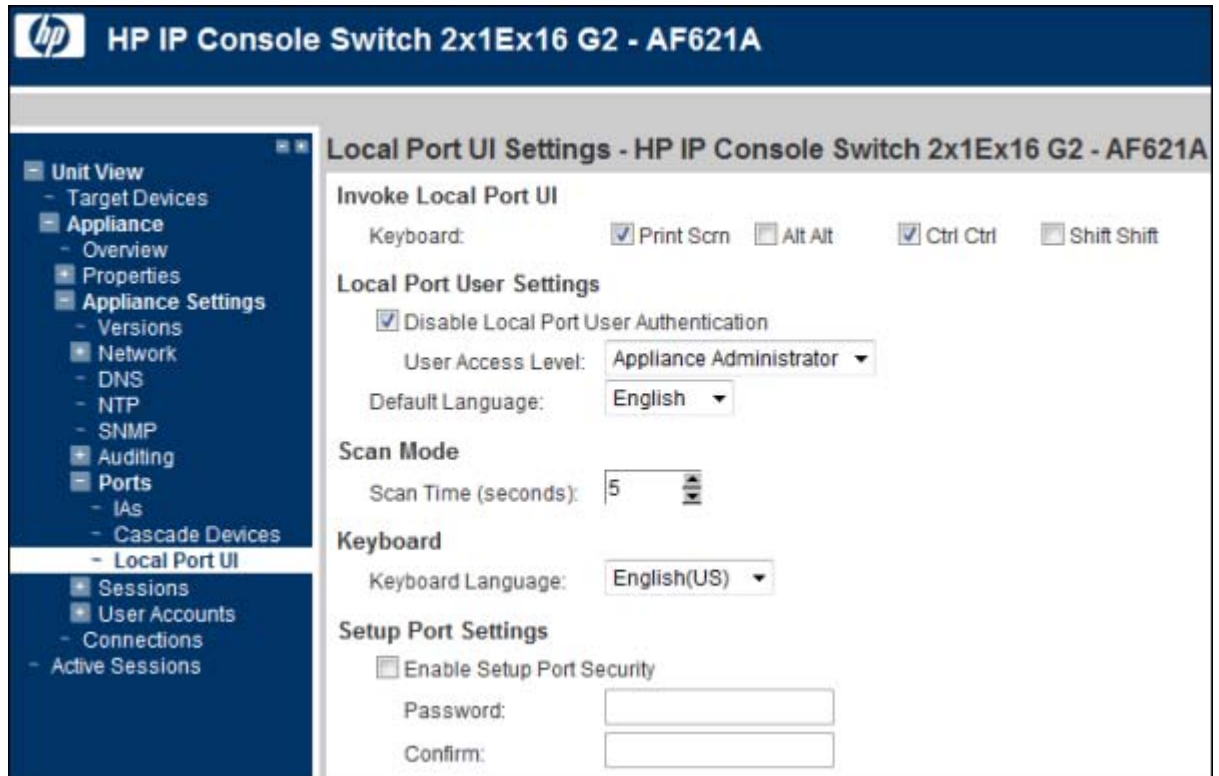 hp HP IP Console Switch 2x1Ex16 G2 - AF621A
Unit View
Target Devices
Appliance
Overview
Properties
Appliance Settings
Versions
Network
DNS
NTP
SNMP
Auditing
Ports
IAs
Cascade Devices
Local Port UI
Sessions
User Accounts
Connections
Active Sessions
Local Port UI Settings - HP IP Console Switch 2x1Ex16 G2 - AF621A
Invoke Local Port UI
Keyboard: Print Scrn Alt Alt Ctrl Ctrl Shift Shift
Local Port User Settings
Disable Local Port User Authentication
User Access Level: Appliance Administrator
Default Language: English
Scan Mode
Scan Time (seconds): 5
Keyboard
Keyboard Language: English(US)
Setup Port Settings
Enable Setup Port Security
Password:
Confirm: